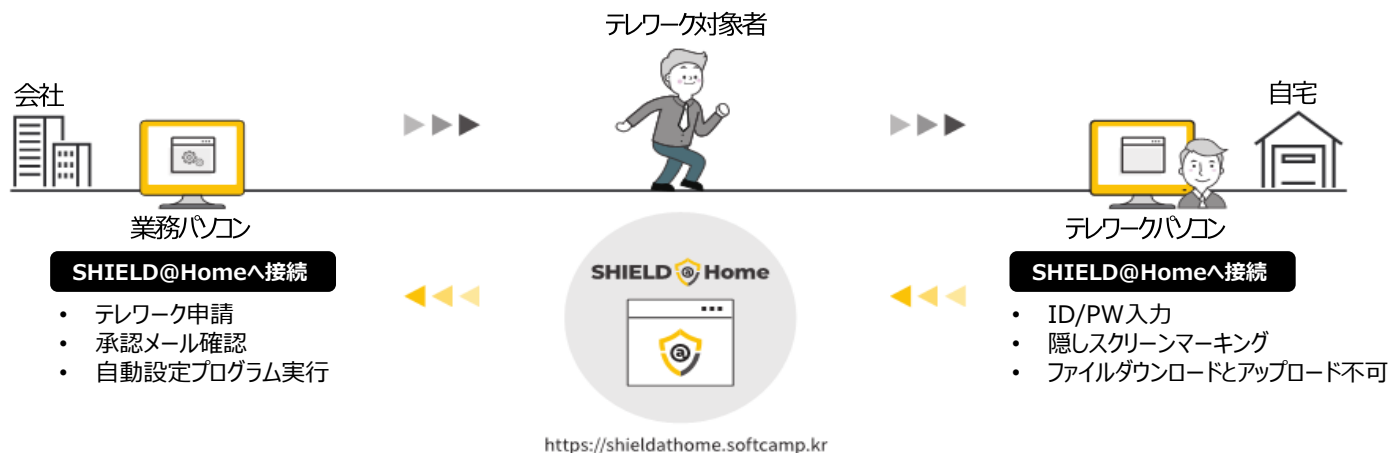 テレワーク対象者
会社
自宅
業務パソコン
テレワークパソコン
SHIELD@Homeへ接続
• テレワーク申請
• 承認メール確認
• 自動設定プログラム実行
SHIELD@Home
SHIELD@Homeへ接続
• ID/PW入力
• 隠しスクリーンマーキング
• ファイルダウンロードとアップロード不可
https://shieldathome.softcamp.kr